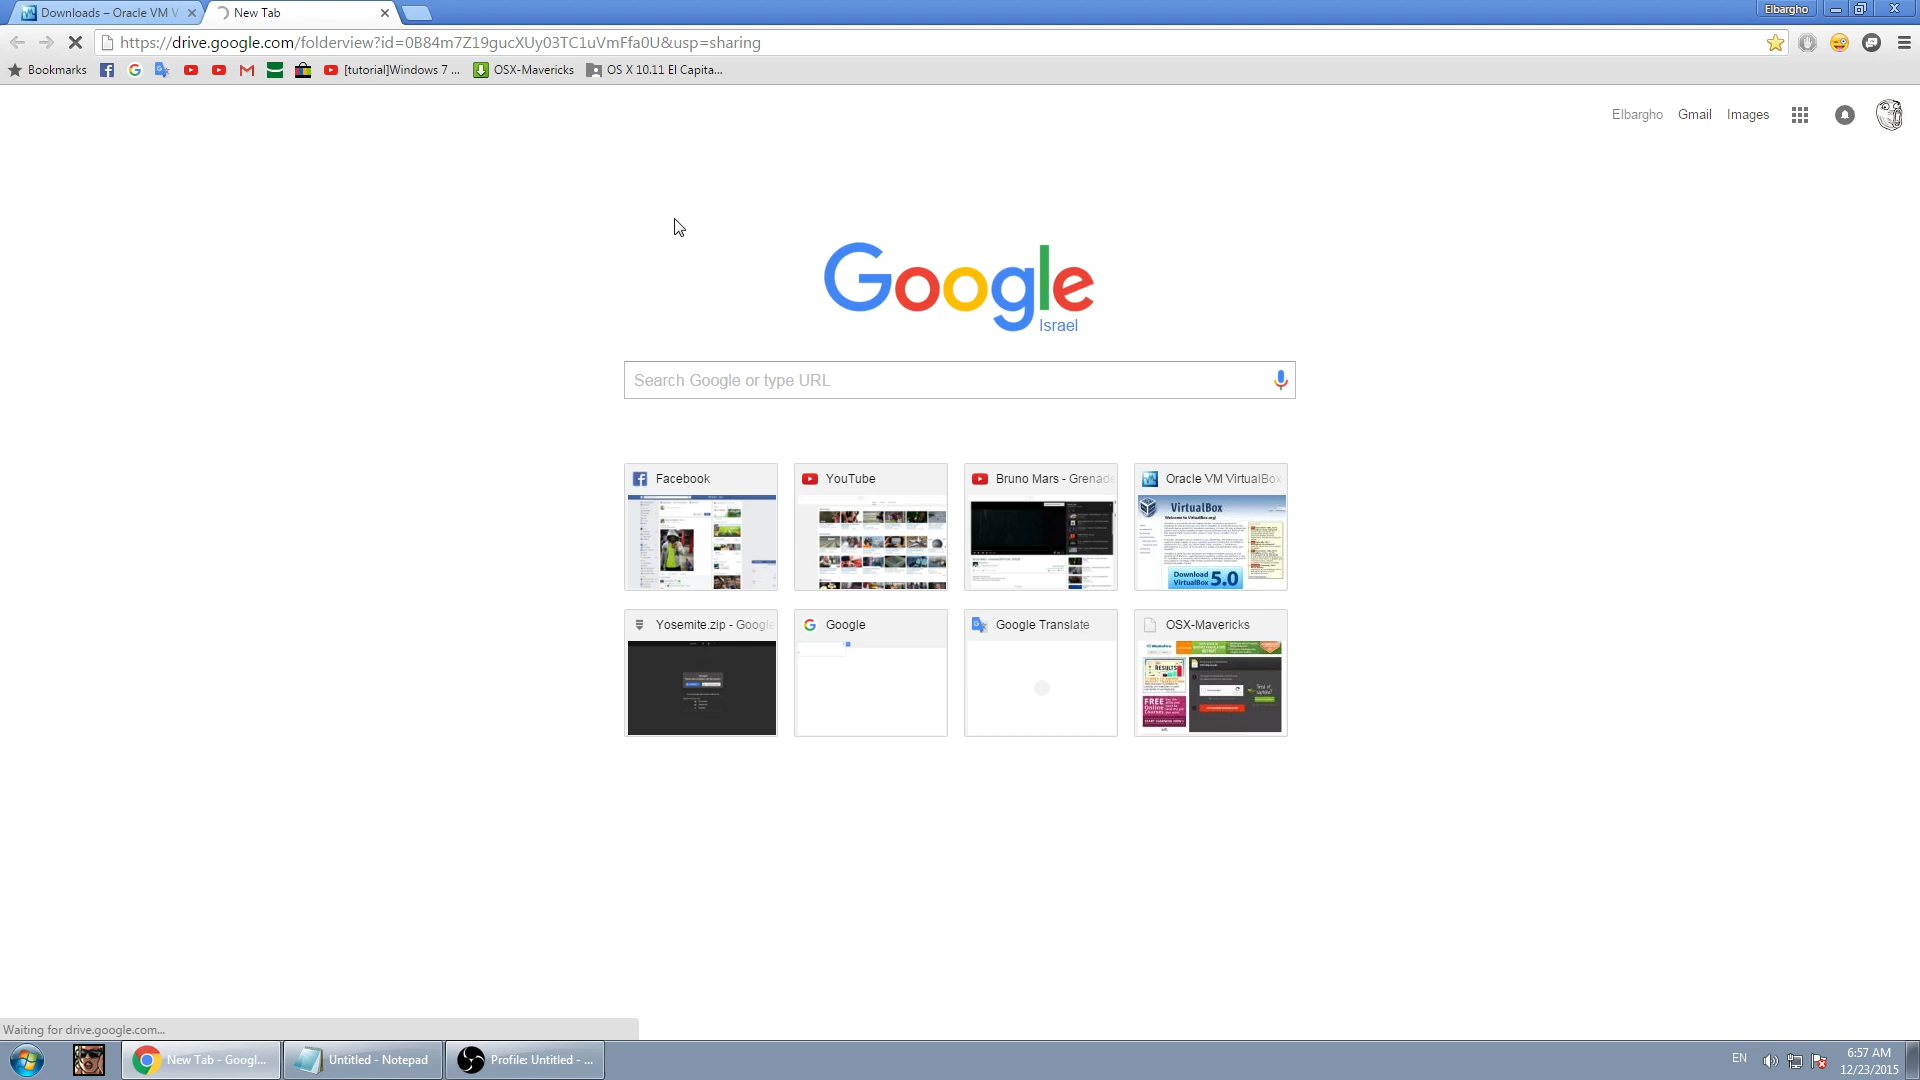 Downloads – Oracle VM V
New Tab
Elbargho
https://drive.google.com/folderview?id=0B84m7Z19gucXUy03TC1uVmFfa0U&usp=sharing
Bookmarks
[tutorial]Windows 7 ...
OSX-Mavericks
OS X 10.11 El Capita...
Elbargho
Gmail
Images
Google
Israel
Search Google or type URL
Facebook
YouTube
Bruno Mars - Grenade
Oracle VM VirtualBox
VirtualBox
Download
VirtualBox 5.0
Yosemite.zip - Google
Google
Google Translate
OSX-Mavericks
Waiting for drive.google.com...
New Tab - Googl...
Untitled - Notepad
Profile: Untitled - ...
EN
6:57 AM
12/23/2015